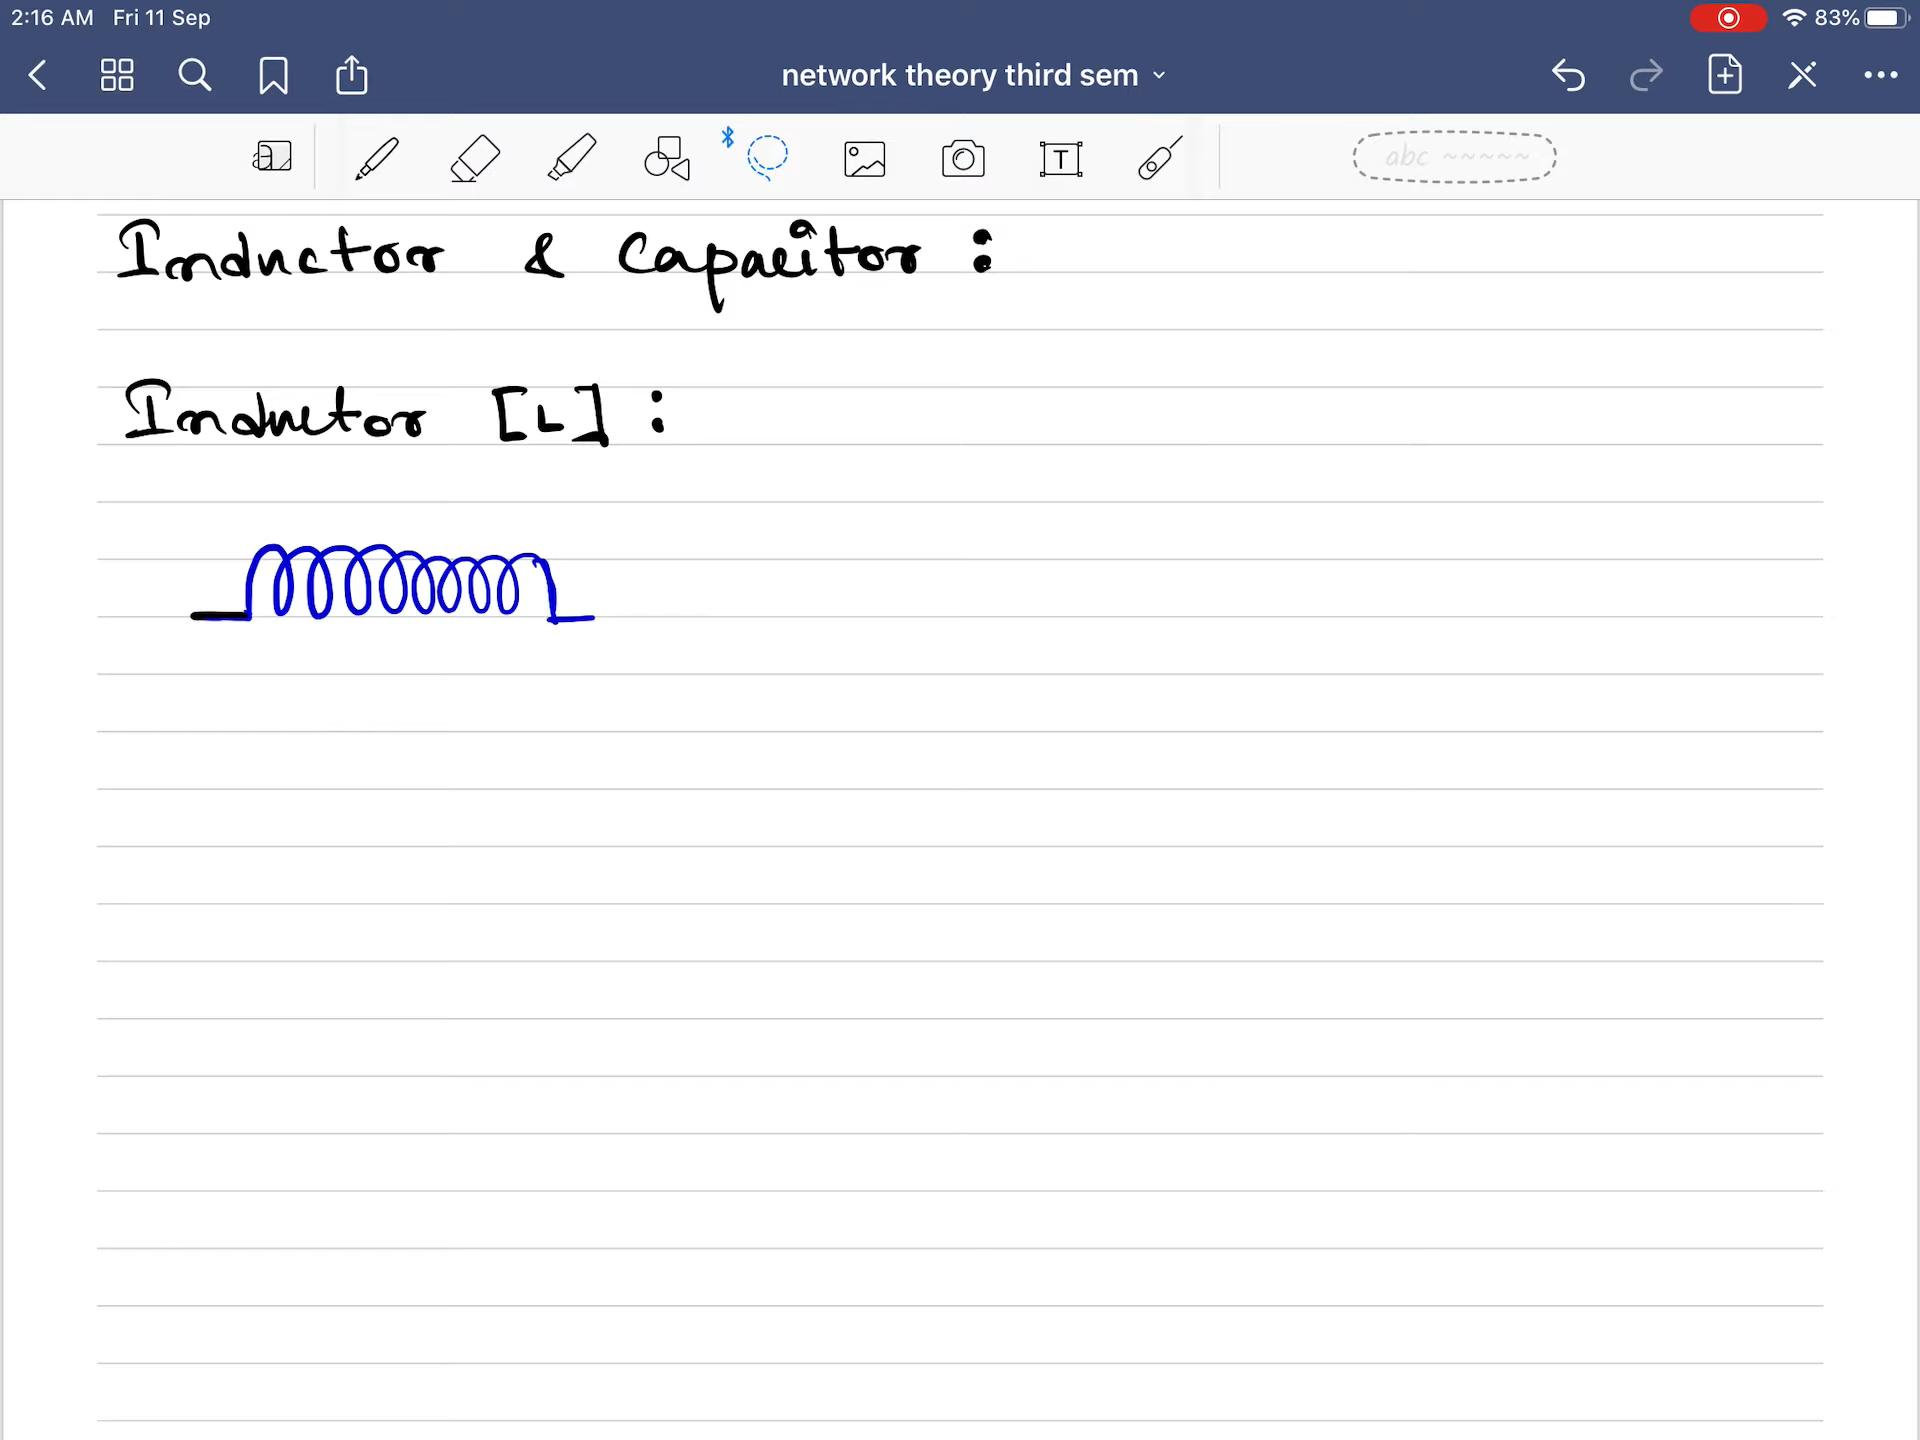 2:16 AM Fri 11 Sep 83%
network theory third sem
T abc
Inductor & Capacitor :
Inductor [L] :